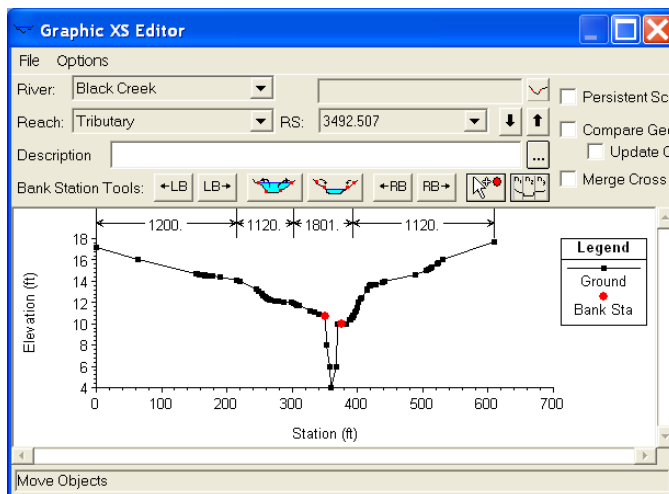 Graphic XS Editor
File Options
River: Black Creek
Persistent Sc
Reach: Tributary RS: 3492.507
Compare Geo
Update C
Description ...
Merge Cross
Bank Station Tools: ←LB LB→ ←RB RB→
1200. 1120. 1801. 1120.
Legend
Ground
Bank Sta
Elevation (ft)
18
16
14
12
10
8
6
4
0 100 200 300 400 500 600 700
Station (ft)
Move Objects